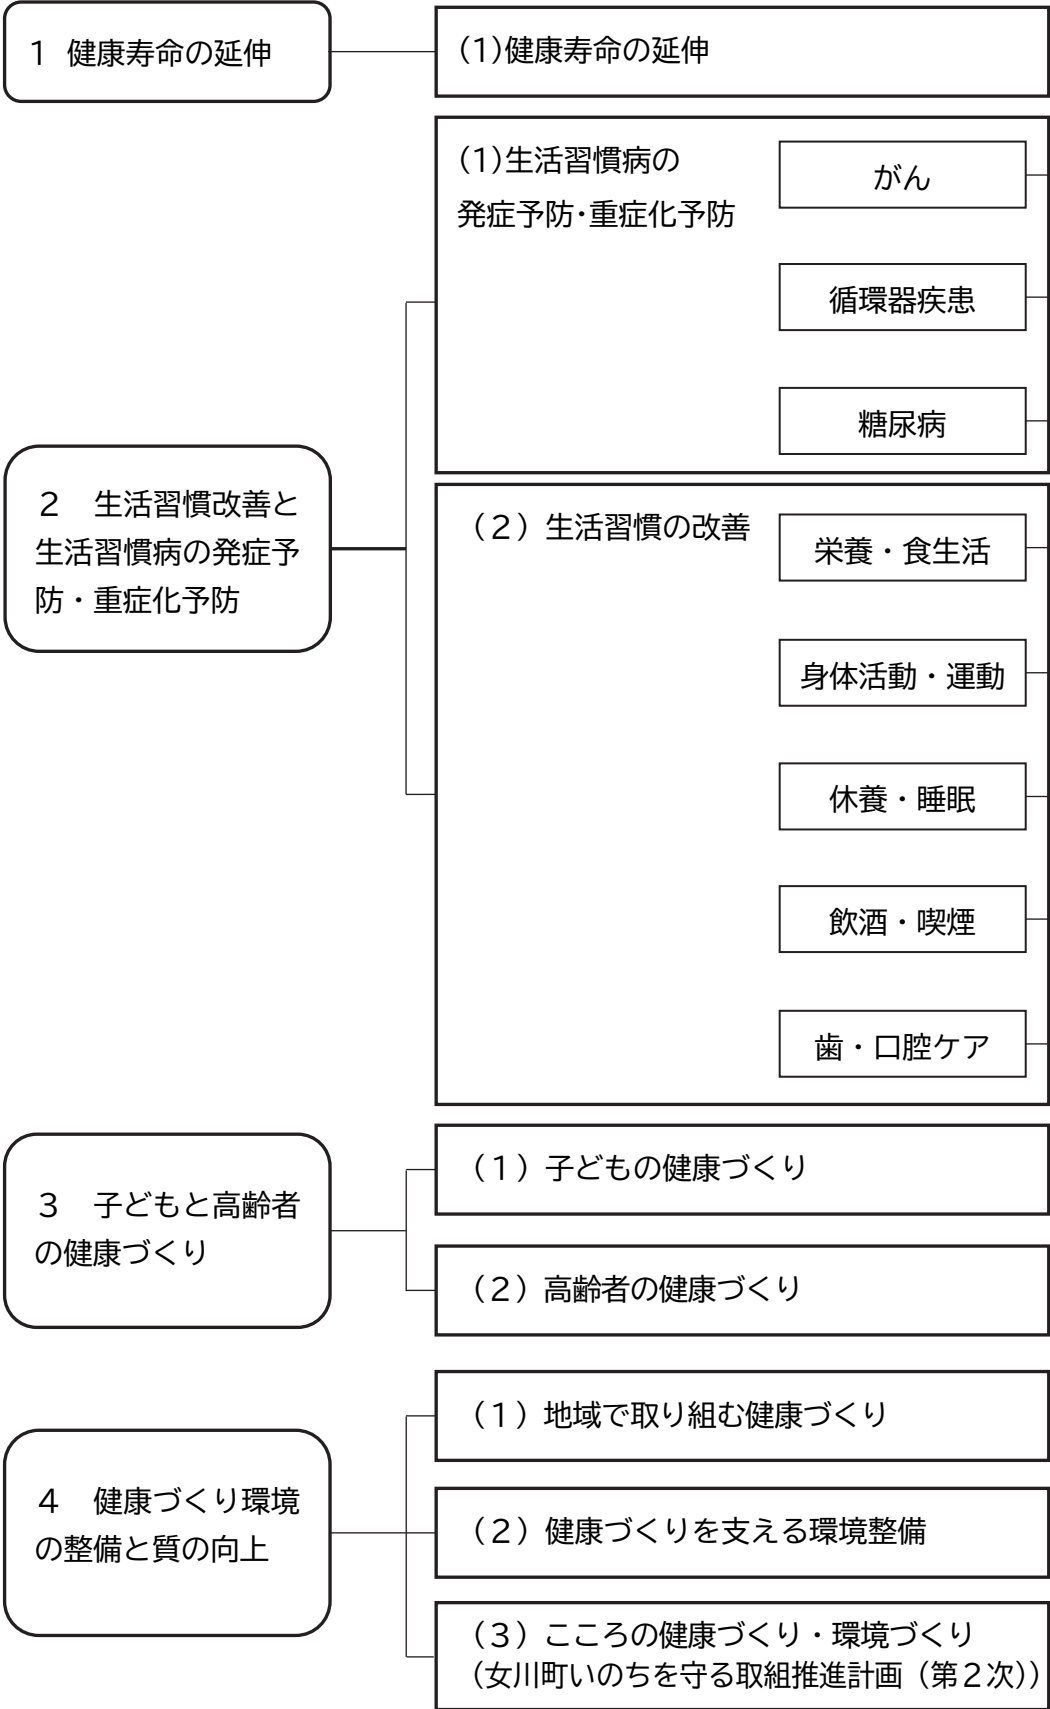 1 健康寿命の延伸
(1)健康寿命の延伸
2　生活習慣改善と
生活習慣病の発症予
防・重症化予防
(1)生活習慣病の
発症予防・重症化予防
がん
循環器疾患
糖尿病
（2）生活習慣の改善
栄養・食生活
身体活動・運動
休養・睡眠
飲酒・喫煙
歯・口腔ケア
3　子どもと高齢者
の健康づくり
（1）子どもの健康づくり
（2）高齢者の健康づくり
4　健康づくり環境
の整備と質の向上
（1）地域で取り組む健康づくり
（2）健康づくりを支える環境整備
（3）こころの健康づくり・環境づくり
（女川町いのちを守る取組推進計画（第2次））